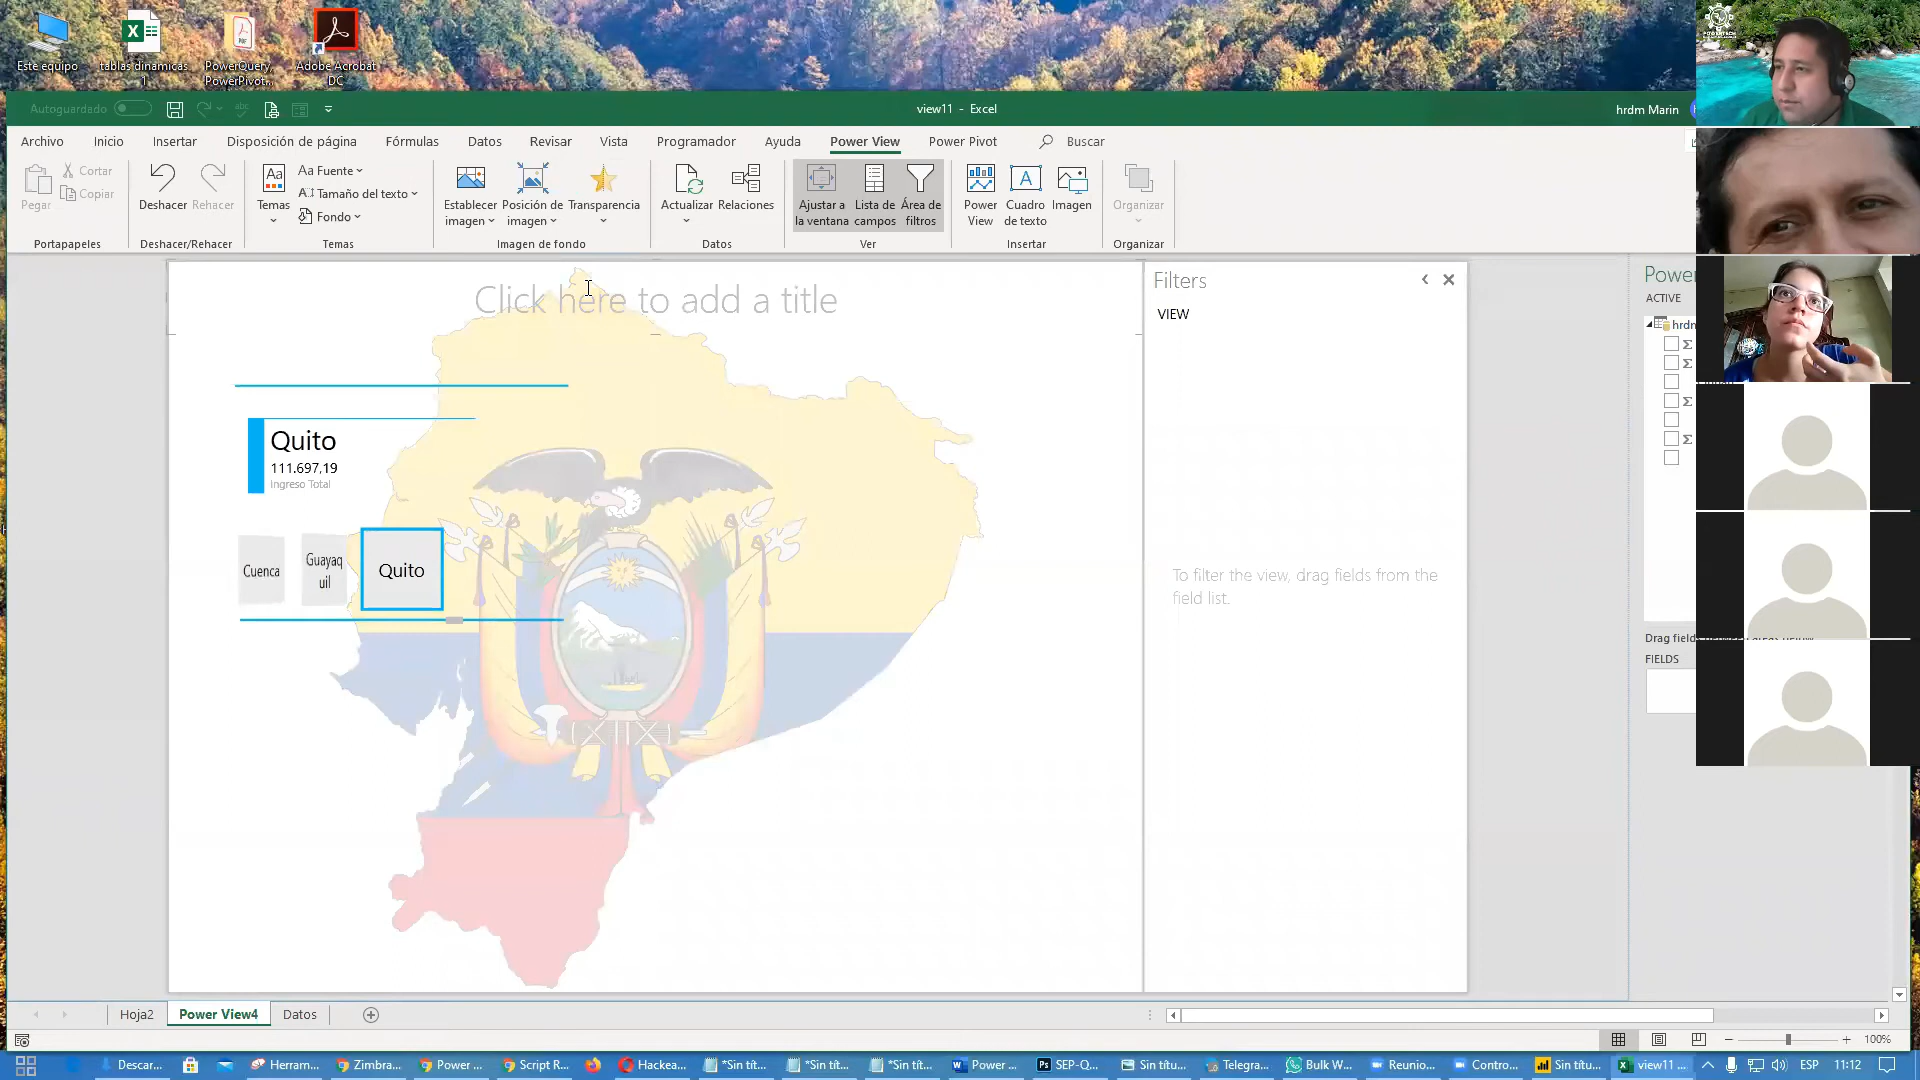 Este equipo
tablas dinamicas
1
PowerQuery,
PowerPivot...
Adobe Acrobat
DC
Autoguardado
view11 - Excel
hrdm Marin
Archivo
Inicio
Insertar
Disposición de página
Fórmulas
Datos
Revisar
Vista
Programador
Ayuda
Power View
Power Pivot
Buscar
Pegar
Cortar
Copiar
Portapapeles
Deshacer
Rehacer
Deshacer/Rehacer
Temas
Aa Fuente
Tamaño del texto
Fondo
Temas
Establecer
imagen
Posición de
imagen
Transparencia
Imagen de fondo
Actualizar
Relaciones
Datos
Ajustar a
la ventana
Lista de
campos
Área de
filtros
Ver
Power
View
Cuadro
de texto
Imagen
Insertar
Organizar
Organizar
Click here to add a title
Quito
111.697,19
Ingreso Total
Cuenca
Guayaq
uil
Quito
Filters
VIEW
To filter the view, drag fields from the
field list.
Power
ACTIVE
hrdm
Drag fields between areas below
FIELDS
Hoja2
Power View4
Datos
100%
Descar...
Herram...
Zimbra...
Power ...
Script R...
Hackea...
*Sin tít...
*Sin tít...
*Sin tít...
Power ...
SEP-Q...
Sin títu...
Telegra...
Bulk W...
Reunio...
Contro...
Sin títu...
view11 ...
ESP
11:12